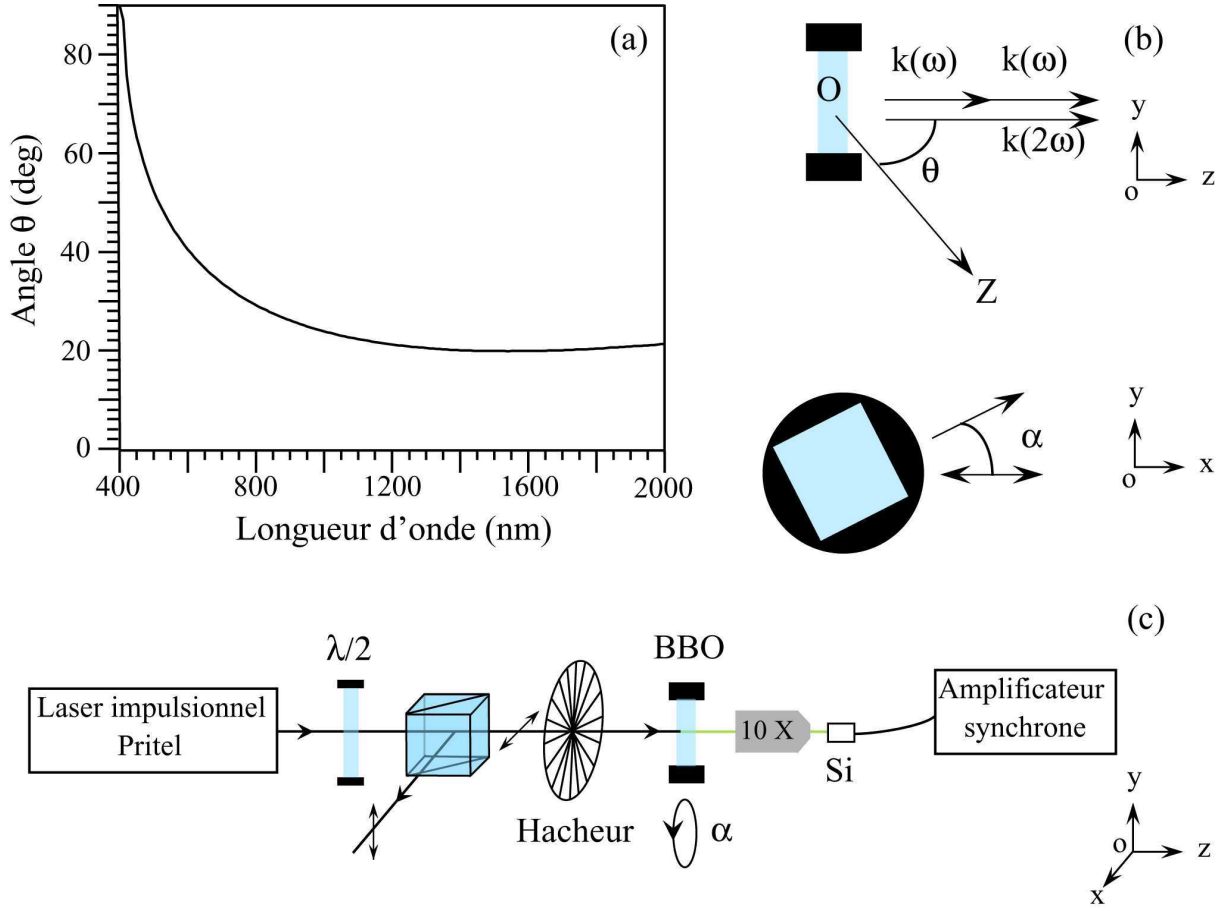 (a)
80
60
40
20
0
Angle θ (deg)
400
800
1200
1600
2000
Longueur d’onde (nm)
(b)
O
k(ω)
k(ω)
k(2ω)
θ
Z
y
o
z
α
y
o
x
(c)
Laser impulsionnel
Pritel
λ/2
Hacheur
BBO
α
10 X
Si
Amplificateur
synchrone
y
o
z
x